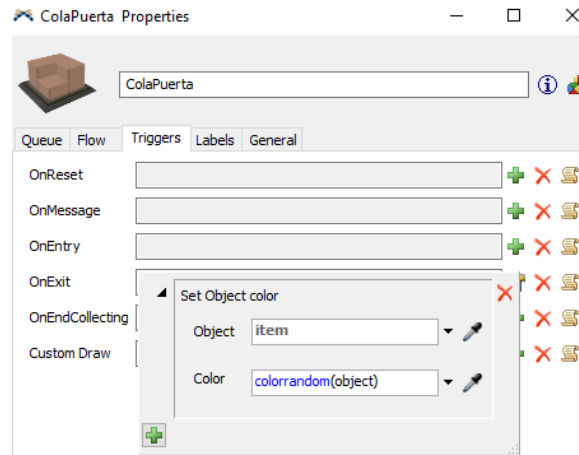 ColaPuerta Properties
ColaPuerta
Queue Flow Triggers Labels General
OnReset
OnMessage
OnEntry
OnExit
Set Object color
OnEndCollecting
Object item
Custom Draw
Color colorrandom(object)